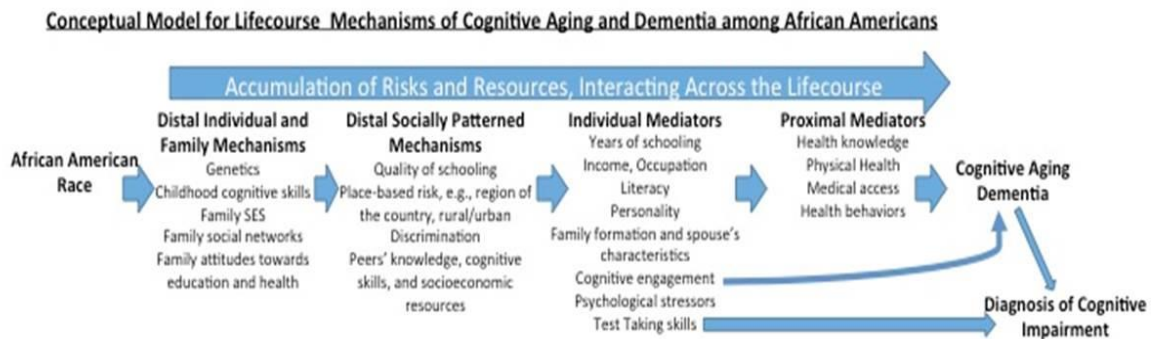 Conceptual Model for Lifecourse Mechanisms of Cognitive Aging and Dementia among African Americans
Accumulation of Risks and Resources, Interacting Across the Lifecourse
African American
Race
Distal Individual and
Family Mechanisms
Genetics
Childhood cognitive skills
Family SES
Family social networks
Family attitudes towards
education and health
Distal Socially Patterned
Mechanisms
Quality of schooling
Place-based risk, e.g., region of
the country, rural/urban
Discrimination
Peers' knowledge, cognitive
skills, and socioeconomic
resources
Individual Mediators
Years of schooling
Income, Occupation
Literacy
Personality
Family formation and spouse's
characteristics
Cognitive engagement
Psychological stressors
Test Taking skills
Proximal Mediators
Health knowledge
Physical Health
Medical access
Health behaviors
Cognitive Aging
Dementia
Diagnosis of Cognitive
Impairment